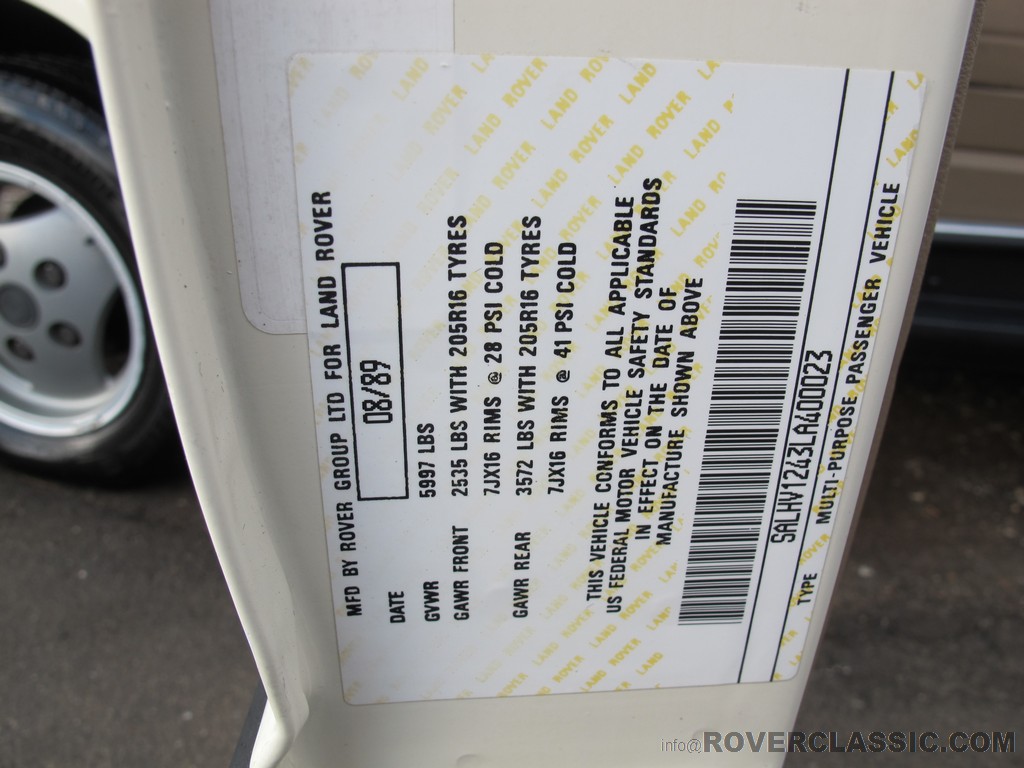 MFD BY ROVER GROUP LTD FOR LAND ROVER
DATE 08/89
GVWR 5997 LBS
GAWR FRONT 2535 LBS WITH 205R16 TYRES
7JX16 RIMS @ 28 PSI COLD
GAWR REAR 3572 LBS WITH 205R16 TYRES
7JX16 RIMS @ 41 PSI COLD
THIS VEHICLE CONFORMS TO ALL APPLICABLE
US FEDERAL MOTOR VEHICLE SAFETY STANDARDS
IN EFFECT ON THE DATE OF
MANUFACTURE SHOWN ABOVE
SALHV1243LA400023
TYPE MULTI-PURPOSE PASSENGER VEHICLE
LAND ROVER
info@ROVERCLASSIC.COM